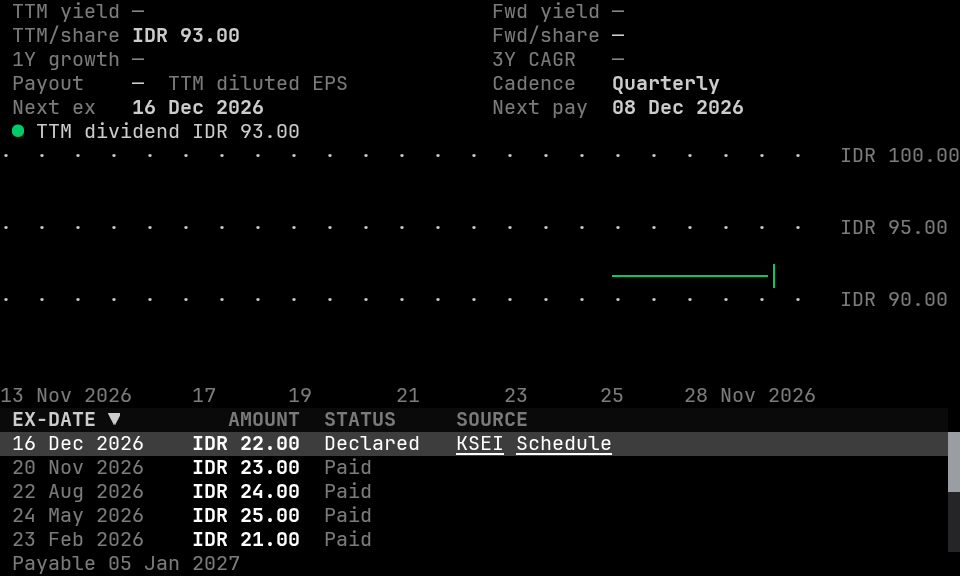 TTM yield — Fwd yield —
TTM/share IDR 93.00 Fwd/share —
1Y growth — 3Y CAGR —
Payout — TTM diluted EPS Cadence Quarterly
Next ex 16 Dec 2026 Next pay 08 Dec 2026
● TTM dividend IDR 93.00
IDR 100.00
IDR 95.00
IDR 90.00
13 Nov 2026 17 19 21 23 25 28 Nov 2026
EX-DATE ▼ AMOUNT STATUS SOURCE
16 Dec 2026 IDR 22.00 Declared KSEI Schedule
20 Nov 2026 IDR 23.00 Paid
22 Aug 2026 IDR 24.00 Paid
24 May 2026 IDR 25.00 Paid
23 Feb 2026 IDR 21.00 Paid
Payable 05 Jan 2027